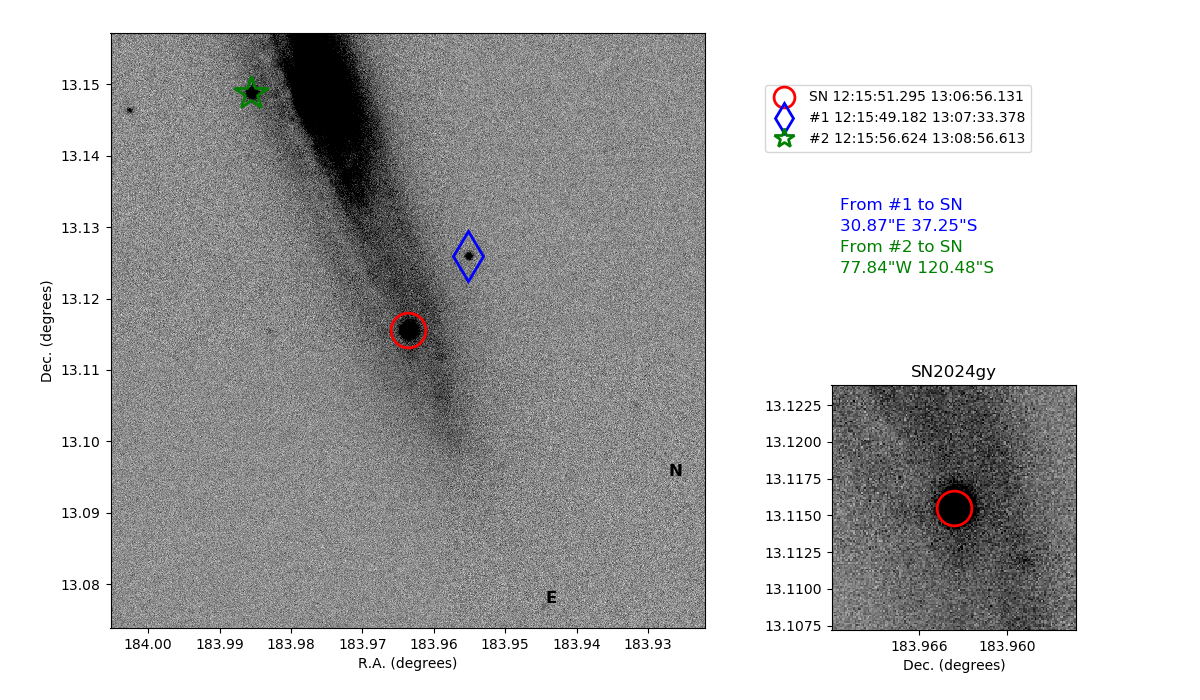 13.15
13.14
13.13
13.12
13.11
13.10
13.09
13.08
Dec. (degrees)
184.00 183.99 183.98 183.97 183.96 183.95 183.94 183.93
R.A. (degrees)
N
E
SN 12:15:51.295 13:06:56.131
#1 12:15:49.182 13:07:33.378
#2 12:15:56.624 13:08:56.613
From #1 to SN
30.87"E 37.25"S
From #2 to SN
77.84"W 120.48"S
SN2024gy
13.1225
13.1200
13.1175
13.1150
13.1125
13.1100
13.1075
183.966 183.960
Dec. (degrees)